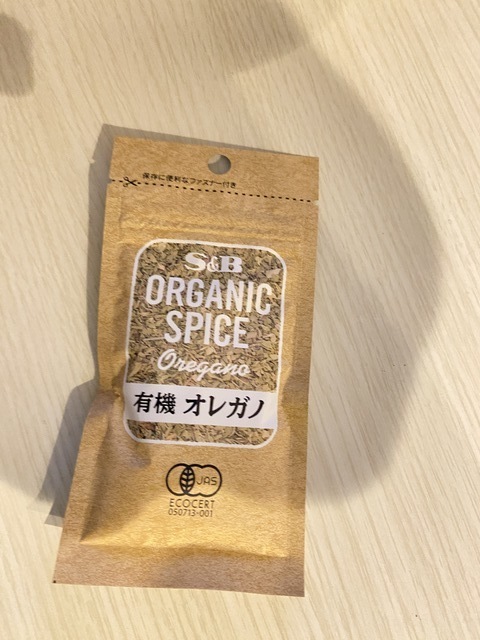 保存に便利なファスナー付き
S&B
ORGANIC
SPICE
Oregano
有機 オレガノ
JAS
ECOCERT
050713-001